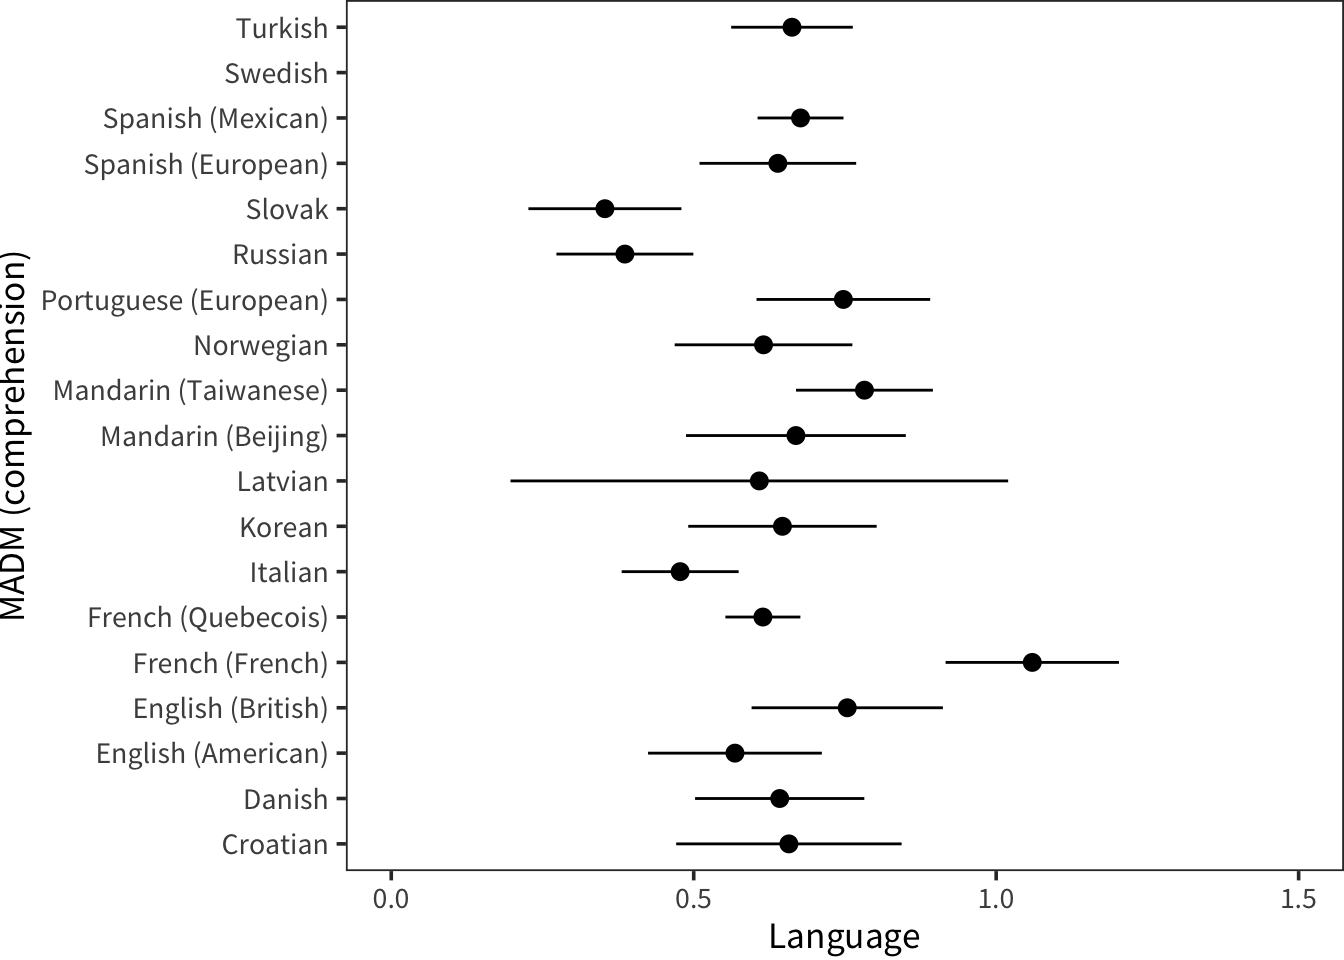 Turkish
Swedish
Spanish (Mexican)
Spanish (European)
Slovak
Russian
Portuguese (European)
Norwegian
Mandarin (Taiwanese)
Mandarin (Beijing)
Latvian
Korean
Italian
French (Quebecois)
French (French)
English (British)
English (American)
Danish
Croatian
MADM (comprehension)
0.0 0.5 1.0 1.5
Language